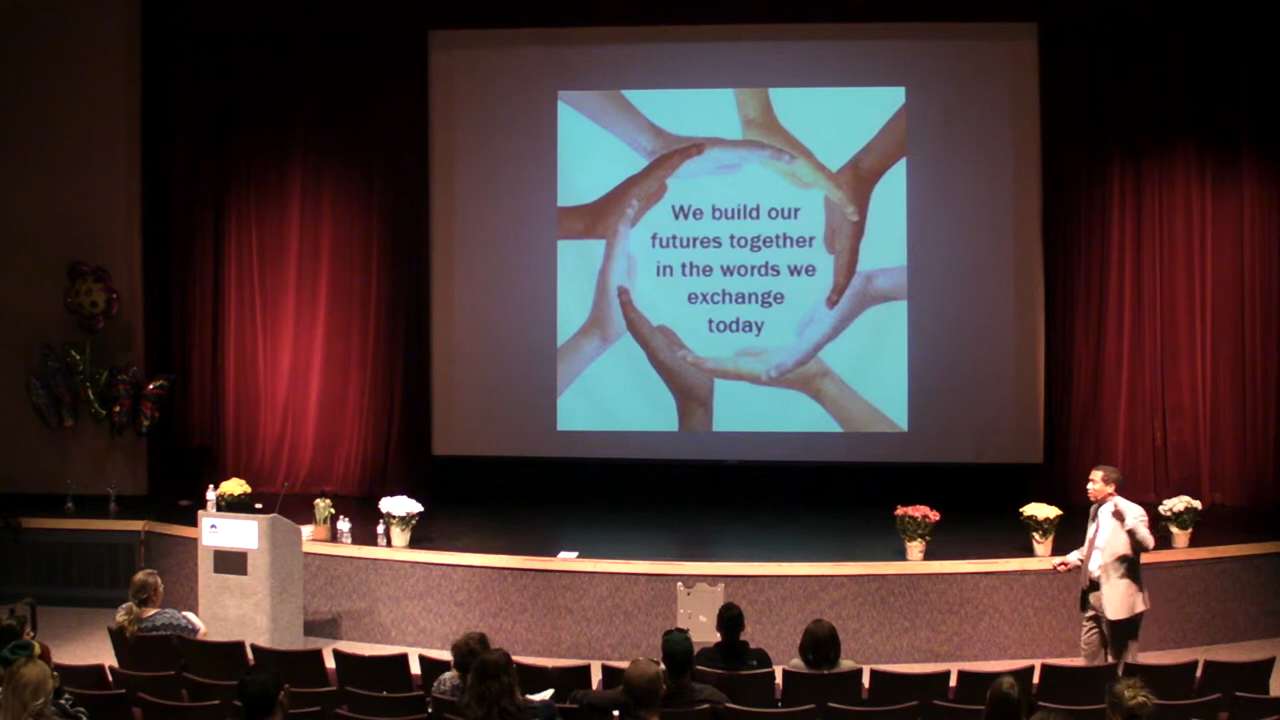 We build our
futures together
in the words we
exchange
today